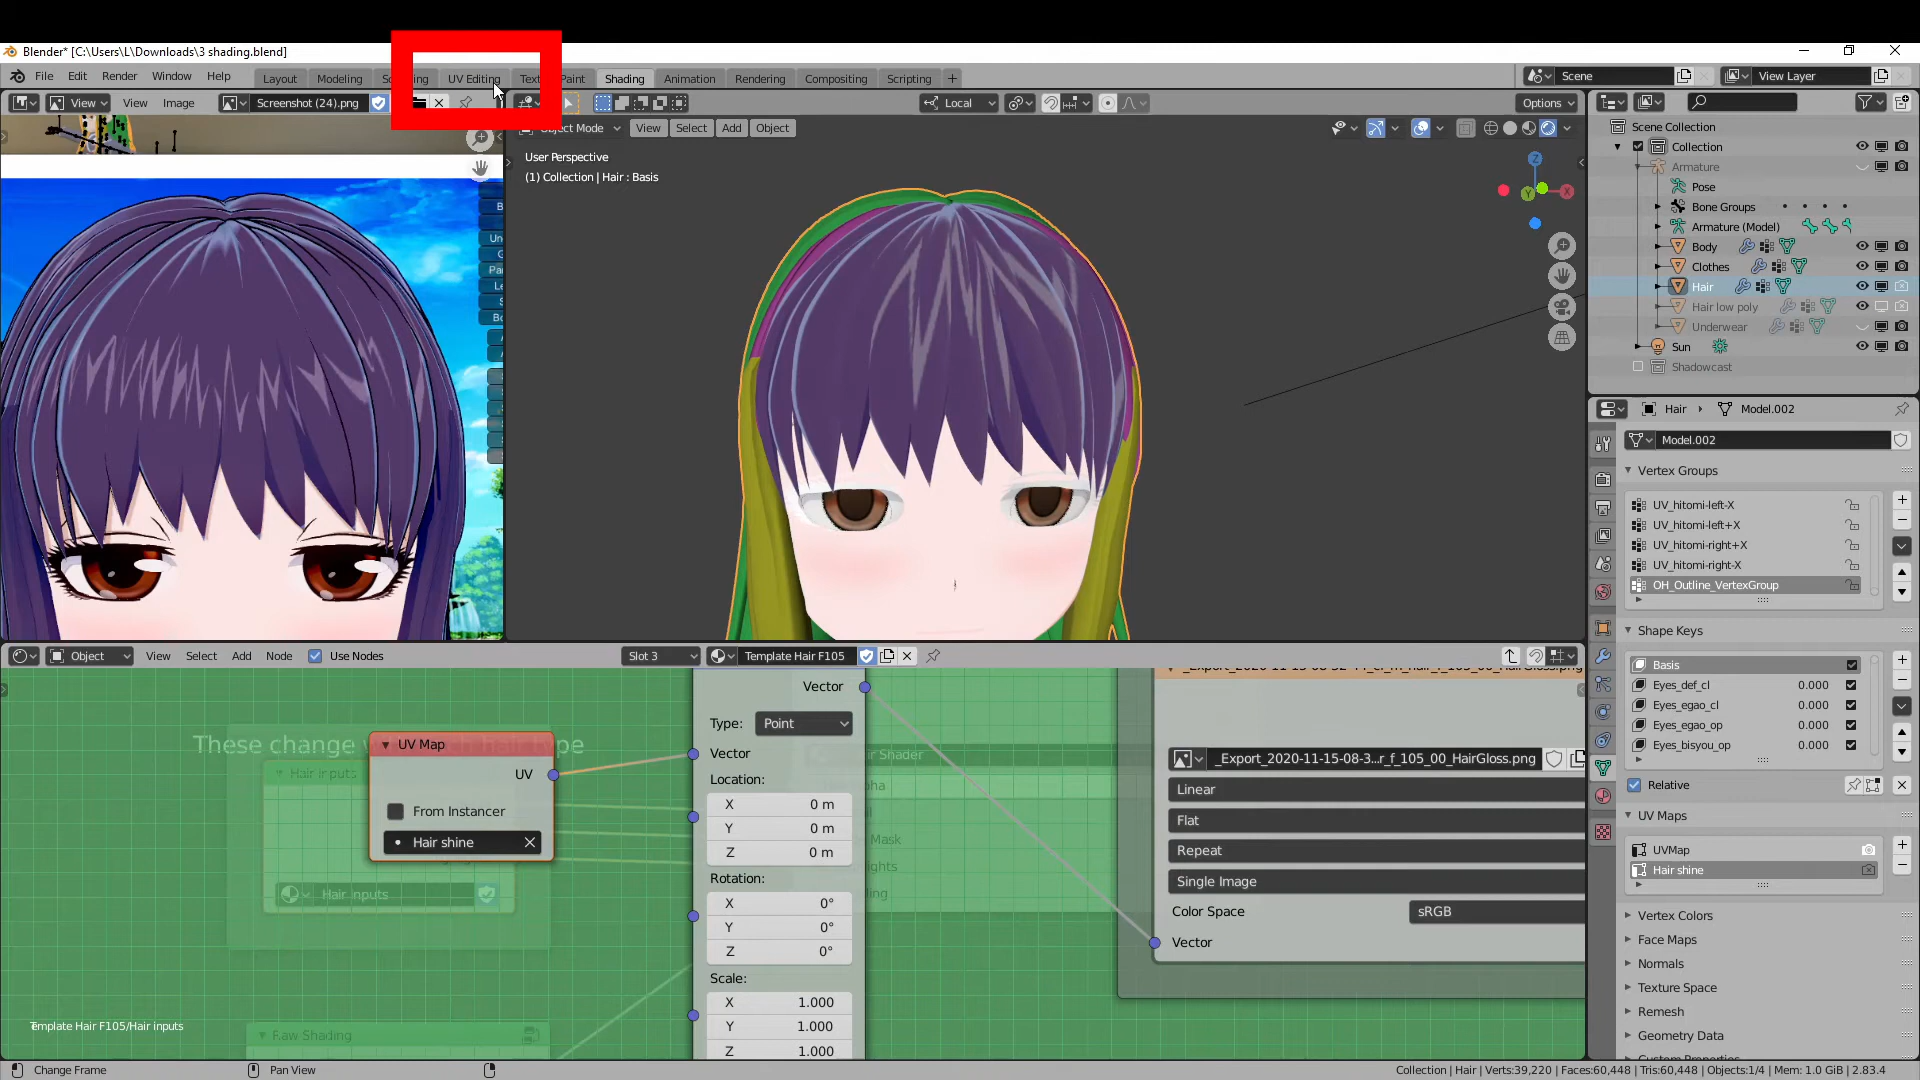 Blender* [C:\Users\L\Downloads\3 shading.blend]
File Edit Render Window Help
Layout Modeling UV Editing Shading Animation Rendering Compositing Scripting +
Scene
View Layer
View View Image Screenshot (24).png
Local
Options
Object Mode View Select Add Object
User Perspective
(1) Collection | Hair : Basis
Z
Y
X
Scene Collection
Collection
Armature
Pose
Bone Groups
Armature (Model)
Body
Clothes
Hair
Hair low poly
Underwear
Sun
Shadowcast
Hair Model.002
Model.002
Vertex Groups
UV_hitomi-left-X
UV_hitomi-left+X
UV_hitomi-right+X
UV_hitomi-right-X
OH_Outline_VertexGroup
Shape Keys
Basis
Eyes_def_cl 0.000
Eyes_egao_cl 0.000
Eyes_egao_op 0.000
Eyes_bisyou_op 0.000
Relative
UV Maps
UVMap
Hair shine
Vertex Colors
Face Maps
Normals
Texture Space
Remesh
Geometry Data
Custom Properties
Object View Select Add Node Use Nodes Slot 3 Template Hair F105
These change
hair type
Hair inputs
UV Map
UV
From Instancer
Hair shine
Hair inputs
Raw Shading
Vector
Type: Point
Vector
Location:
X 0 m
Y 0 m
Z 0 m
Rotation:
X 0°
Y 0°
Z 0°
Scale:
X 1.000
Y 1.000
Z 1.000
Mask
_Export_2020-11-15-08-3...r_f_105_00_HairGloss.png
Linear
Flat
Repeat
Single Image
Color Space sRGB
Vector
Template Hair F105/Hair inputs
Change Frame Pan View
Collection | Hair | Verts:39,220 | Faces:60,448 | Tris:60,448 | Objects:1/4 | Mem: 1.0 GiB | 2.83.4